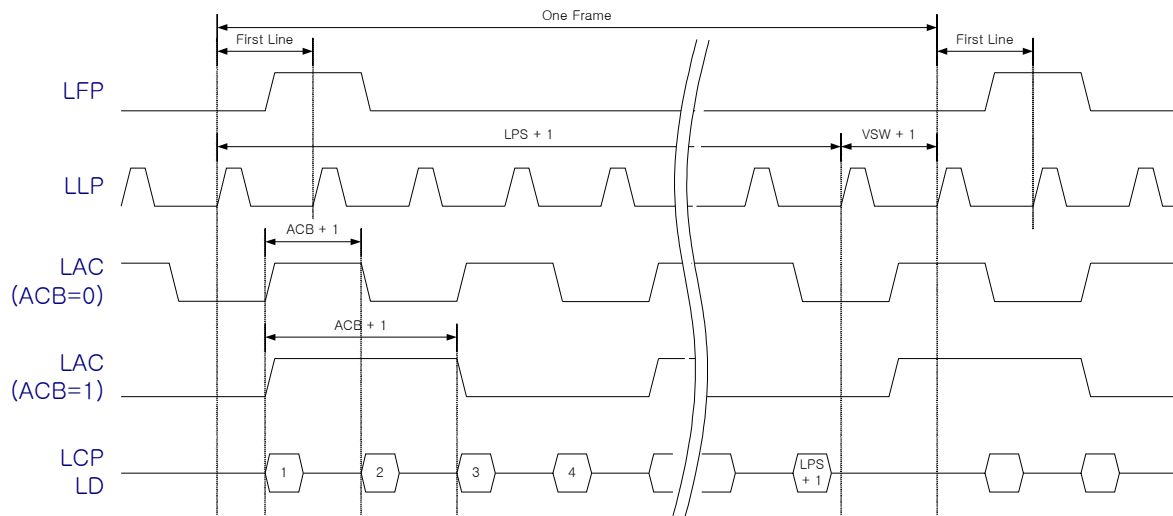 One Frame
First Line
First Line
LFP
LPS + 1
VSW + 1
LLP
ACB + 1
LAC
(ACB=0)
ACB + 1
LAC
(ACB=1)
LCP
LD
1
2
3
4
LPS
+ 1